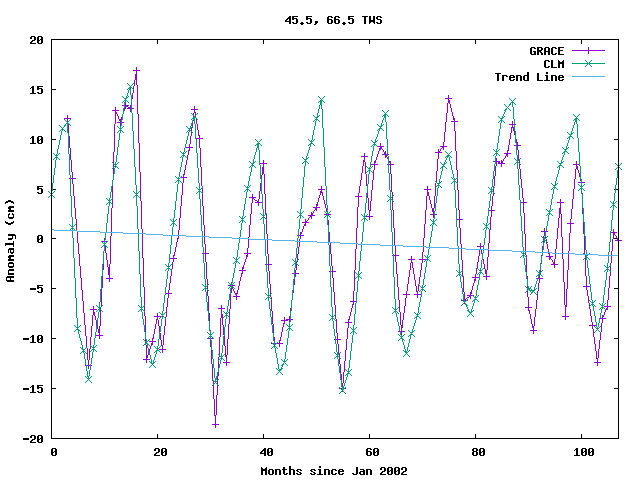 45.5, 66.5 TWS
GRACE
CLM
Trend Line
20
15
10
5
0
-5
-10
-15
-20
Anomaly (cm)
0 20 40 60 80 100
Months since Jan 2002